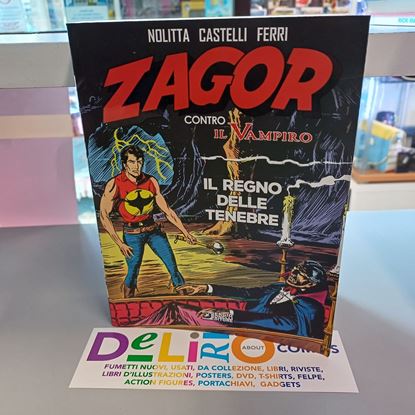 NOLITTA CASTELLI FERRI
ZAGOR
CONTRO
IL VAMPIRO
IL REGNO
DELLE
TENEBRE
DeLiRIO
ABOUT
COMICS
FUMETTI NUOVI, USATI, DA COLLEZIONE, LIBRI, RIVISTE,
LIBRI D'ILLUSTRAZIONI, POSTERS, DVD, T-SHIRTS, FELPE,
ACTION FIGURES, PORTACHIAVI, GADGETS